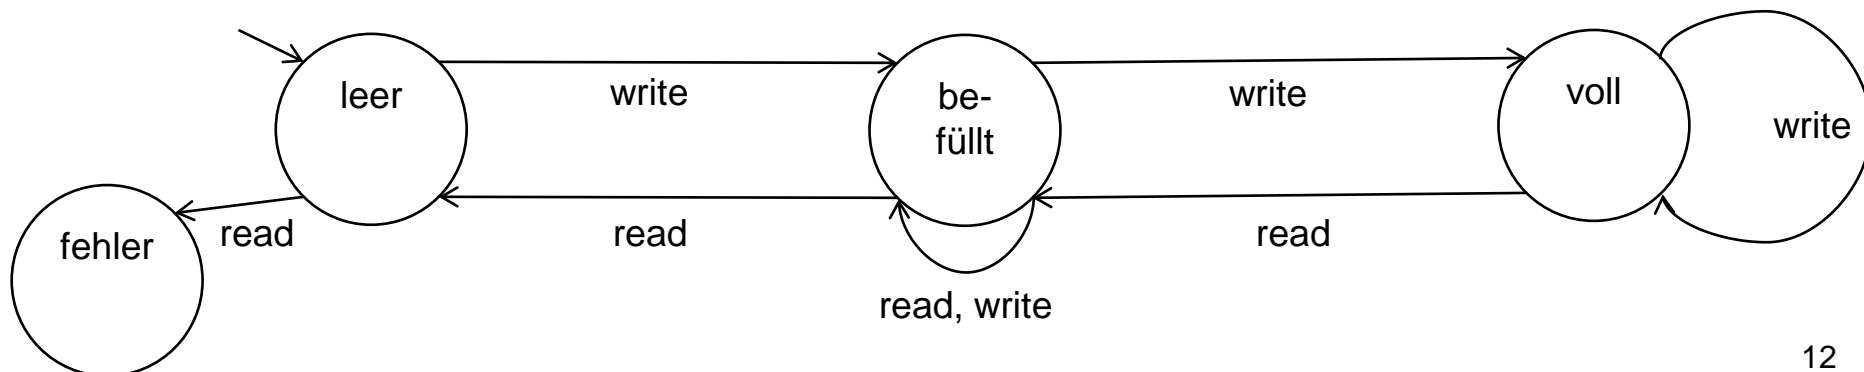 leer
write
be-
füllt
write
voll
write
fehler
read
read
read
read, write
12